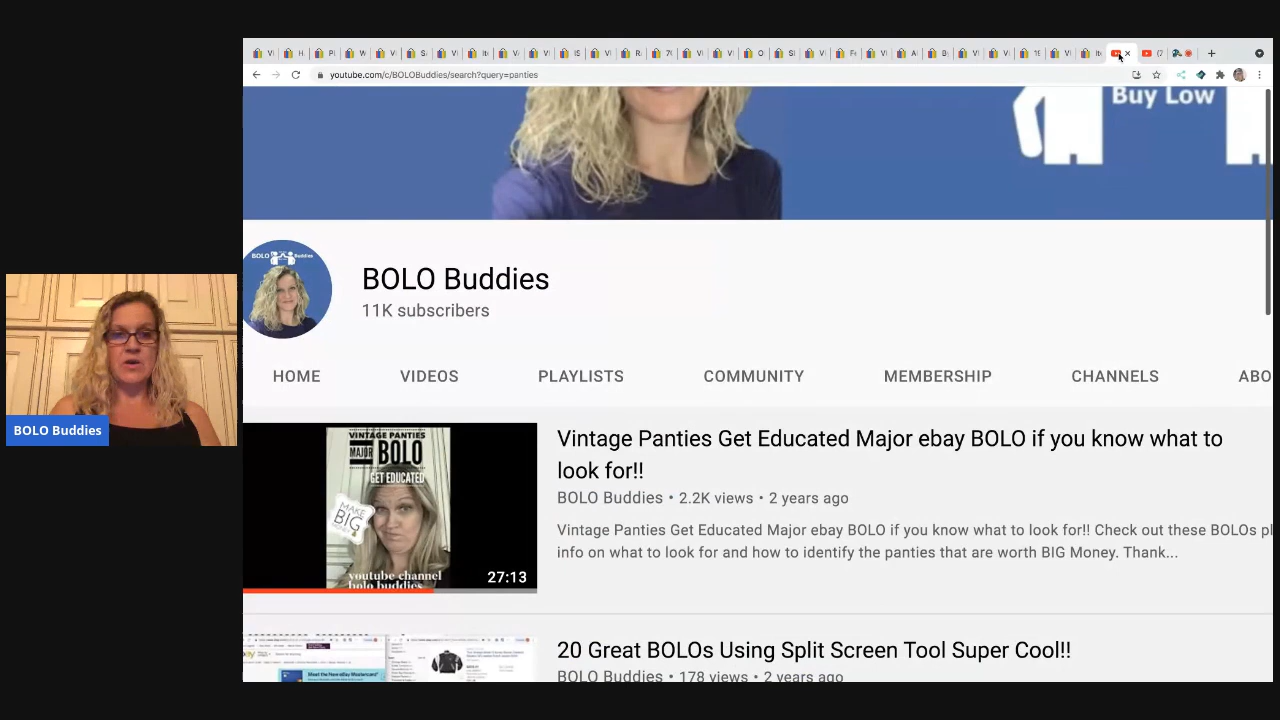 youtube.com/c/BOLOBuddies/search?query=panties
Buy Low
BOLO Buddies
BOLO Buddies
11K subscribers
HOME VIDEOS PLAYLISTS COMMUNITY MEMBERSHIP CHANNELS ABO
BOLO Buddies
VINTAGE PANTIES
MAJOR BOLO
GET EDUCATED
MAKE
BIG
youtube channel
bolo buddies
27:13
Vintage Panties Get Educated Major ebay BOLO if you know what to
look for!!
BOLO Buddies • 2.2K views • 2 years ago
Vintage Panties Get Educated Major ebay BOLO if you know what to look for!! Check out these BOLOs pl
info on what to look for and how to identify the panties that are worth BIG Money. Thank...
20 Great BOLOs Using Split Screen Tool Super Cool!!
BOLO Buddies • 178 views • 2 years ago